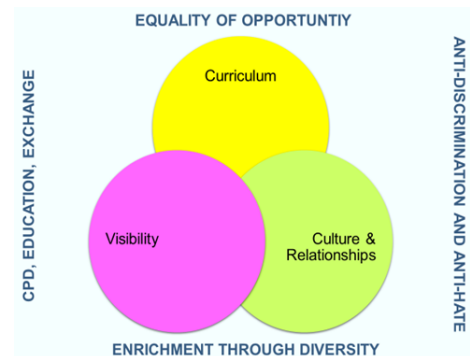 EQUALITY OF OPPORTUNTIY
Curriculum
CPD, EDUCATION, EXCHANGE
ANTI-DISCRIMINATION AND ANTI-HATE
Visibility
Culture &
Relationships
ENRICHMENT THROUGH DIVERSITY